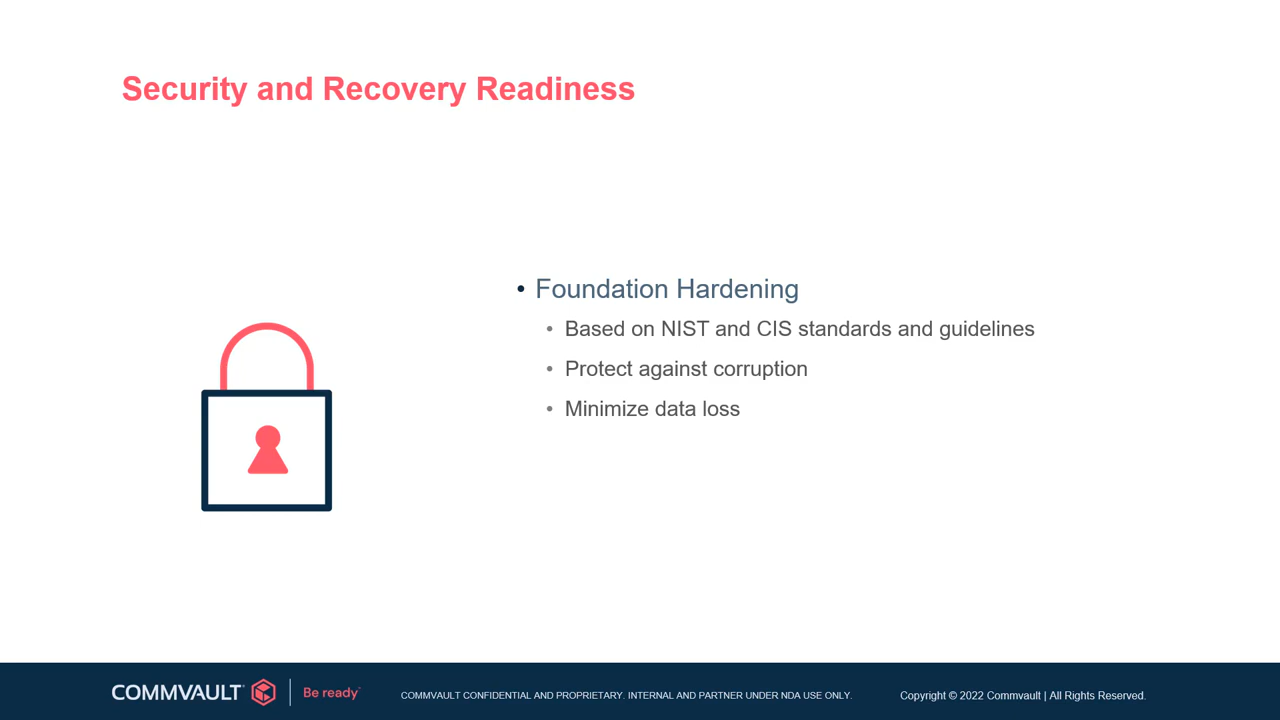 Security and Recovery Readiness
• Foundation Hardening
• Based on NIST and CIS standards and guidelines
• Protect against corruption
• Minimize data loss
COMMVAULT Be ready
COMMVAULT CONFIDENTIAL AND PROPRIETARY. INTERNAL AND PARTNER UNDER NDA USE ONLY.
Copyright © 2022 Commvault | All Rights Reserved.